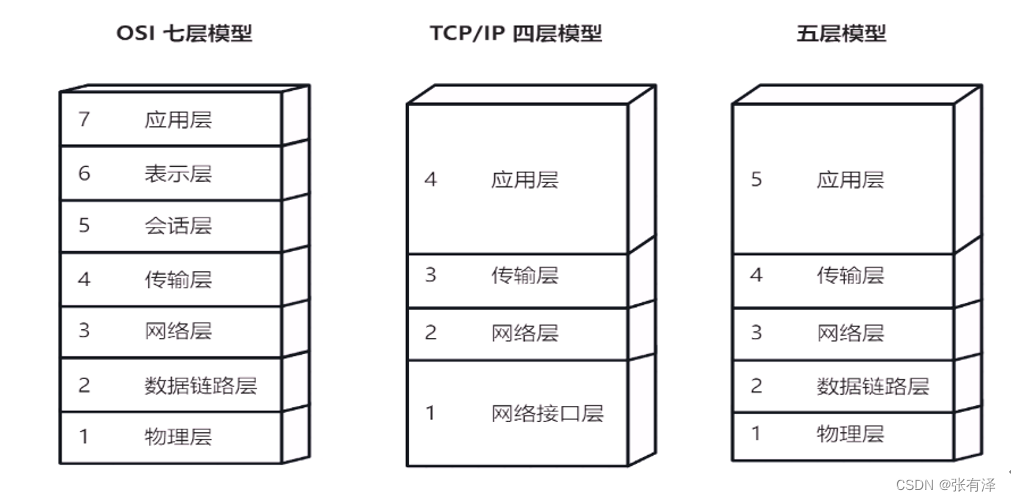 OSI 七层模型
7 应用层
6 表示层
5 会话层
4 传输层
3 网络层
2 数据链路层
1 物理层
TCP/IP 四层模型
4 应用层
3 传输层
2 网络层
1 网络接口层
五层模型
5 应用层
4 传输层
3 网络层
2 数据链路层
1 物理层
CSDN @张有泽